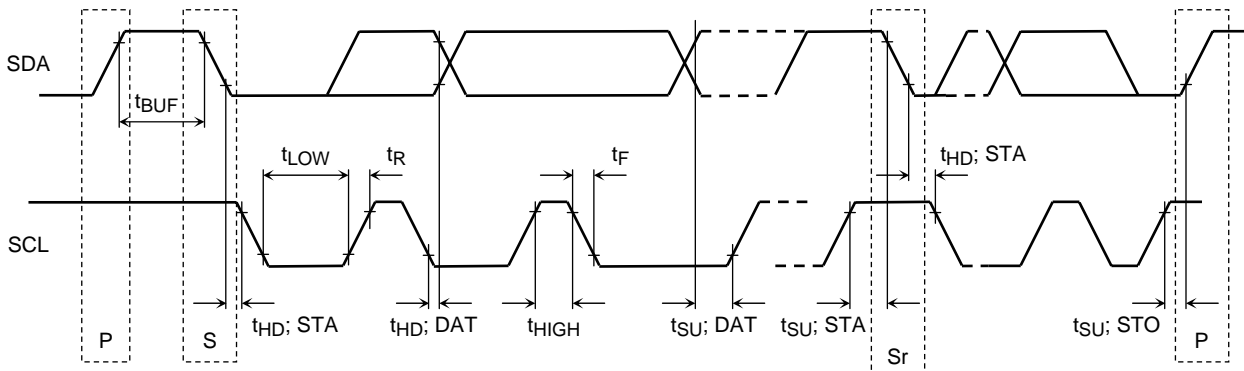 SDA
tBUF
tLOW
tR
tF
tHD; STA
SCL
tHD; STA
tHD; DAT
tHIGH
tSU; DAT
tSU; STA
tSU; STO
P
S
Sr
P